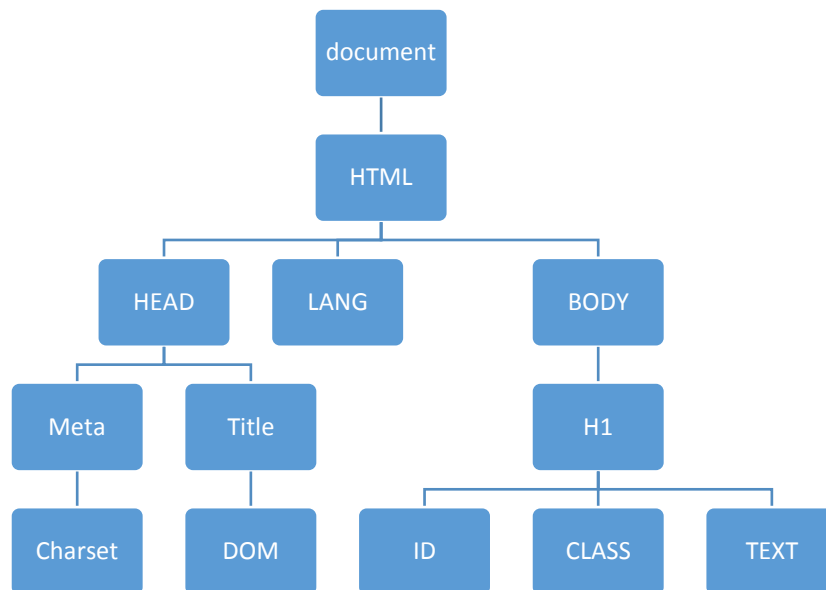 document
HTML
HEAD
LANG
BODY
Meta
Title
H1
Charset
DOM
ID
CLASS
TEXT